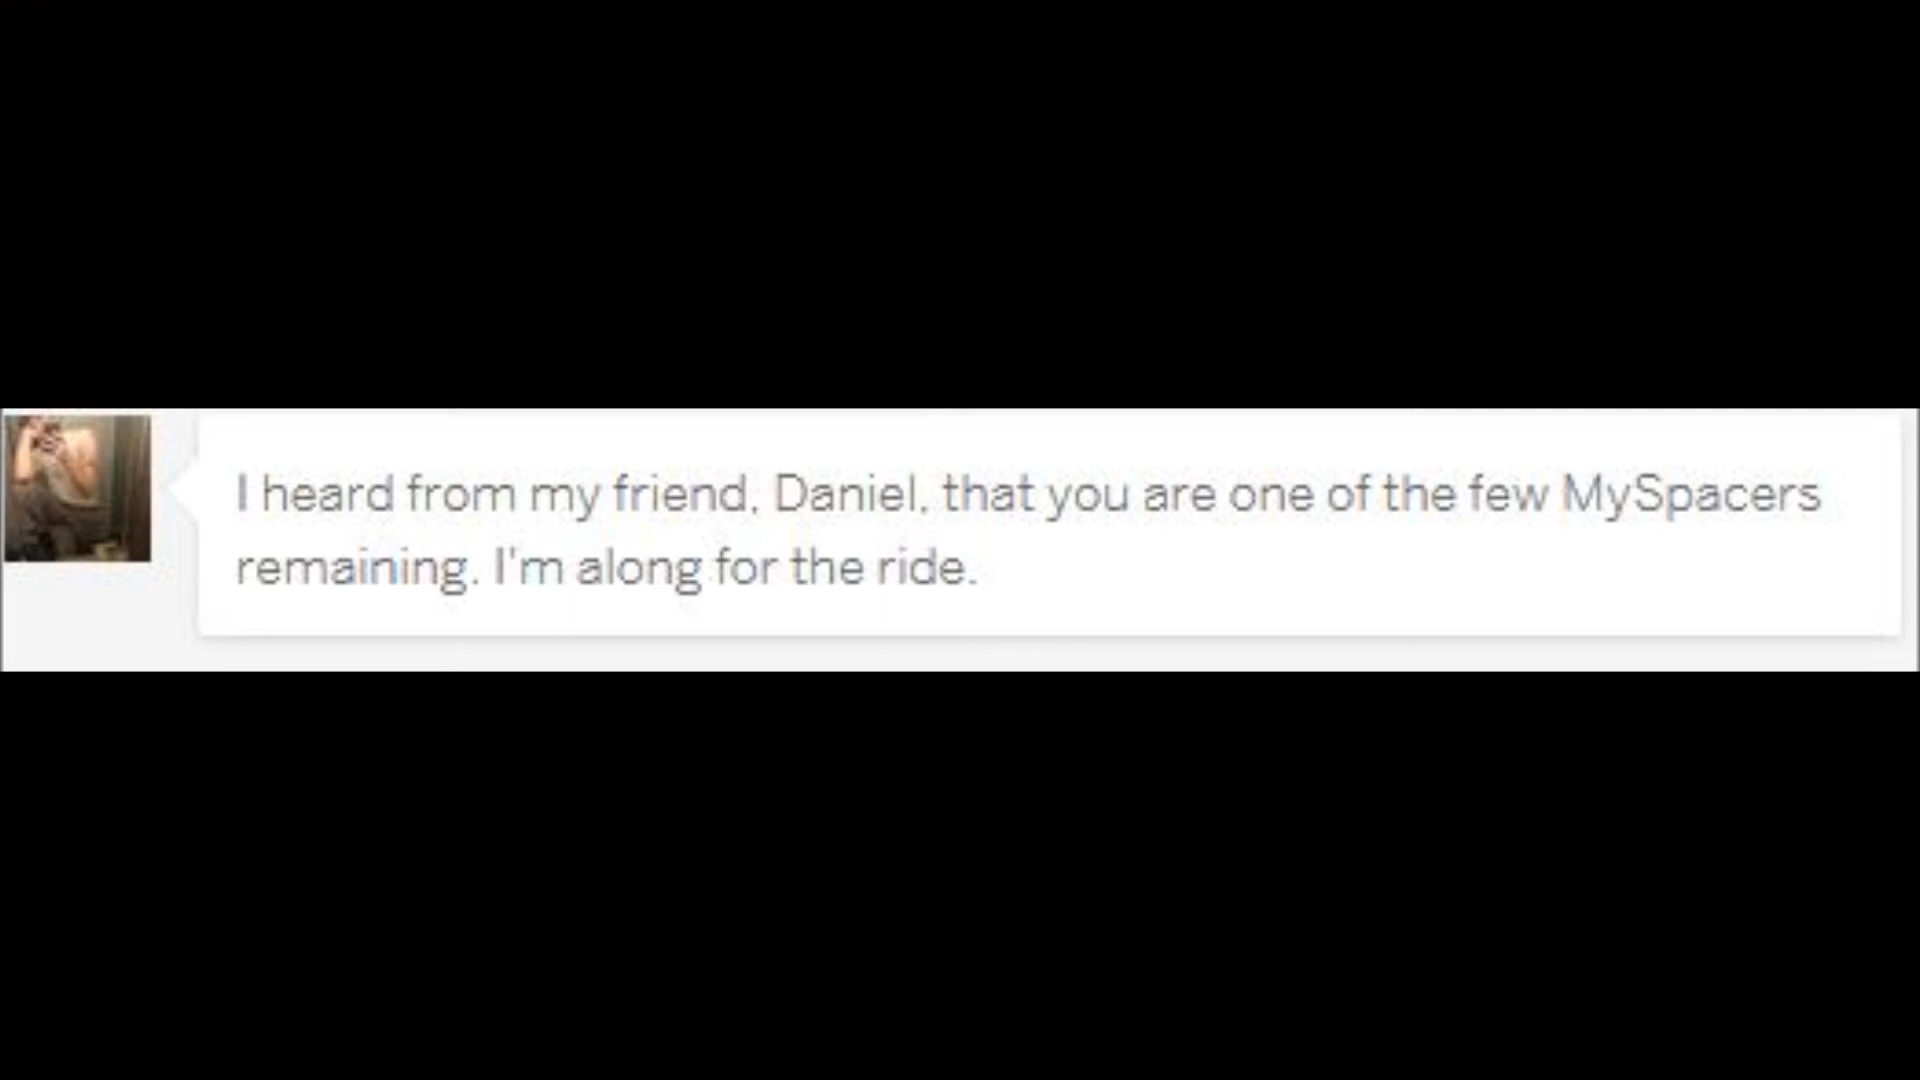 I heard from my friend, Daniel, that you are one of the few MySpacers
remaining. I'm along for the ride.